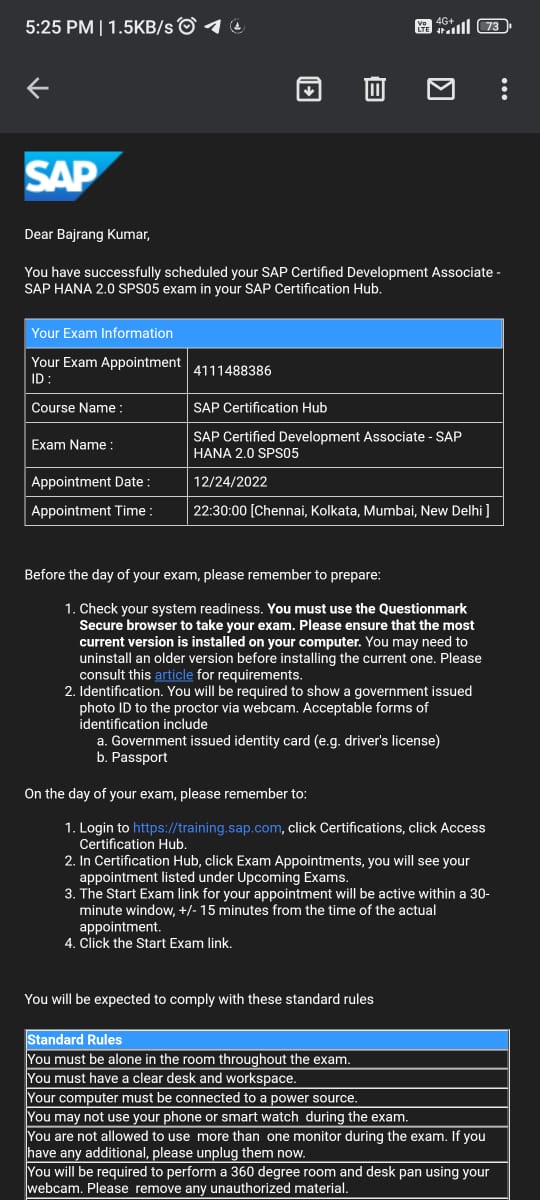 5:25 PM | 1.5KB/s
Vo LTE 4G+ 73
SAP
Dear Bajrang Kumar,
You have successfully scheduled your SAP Certified Development Associate -
SAP HANA 2.0 SPS05 exam in your SAP Certification Hub.
Your Exam Information
Your Exam Appointment
ID :
4111488386
Course Name :
SAP Certification Hub
Exam Name :
SAP Certified Development Associate - SAP
HANA 2.0 SPS05
Appointment Date :
12/24/2022
Appointment Time :
22:30:00 [Chennai, Kolkata, Mumbai, New Delhi ]
Before the day of your exam, please remember to prepare:
1. Check your system readiness. You must use the Questionmark
Secure browser to take your exam. Please ensure that the most
current version is installed on your computer. You may need to
uninstall an older version before installing the current one. Please
consult this article for requirements.
2. Identification. You will be required to show a government issued
photo ID to the proctor via webcam. Acceptable forms of
identification include
a. Government issued identity card (e.g. driver's license)
b. Passport
On the day of your exam, please remember to:
1. Login to https://training.sap.com, click Certifications, click Access
Certification Hub.
2. In Certification Hub, click Exam Appointments, you will see your
appointment listed under Upcoming Exams.
3. The Start Exam link for your appointment will be active within a 30-
minute window, +/- 15 minutes from the time of the actual
appointment.
4. Click the Start Exam link.
You will be expected to comply with these standard rules
Standard Rules
You must be alone in the room throughout the exam.
You must have a clear desk and workspace.
Your computer must be connected to a power source.
You may not use your phone or smart watch during the exam.
You are not allowed to use more than one monitor during the exam. If you
have any additional, please unplug them now.
You will be required to perform a 360 degree room and desk pan using your
webcam. Please remove any unauthorized material.